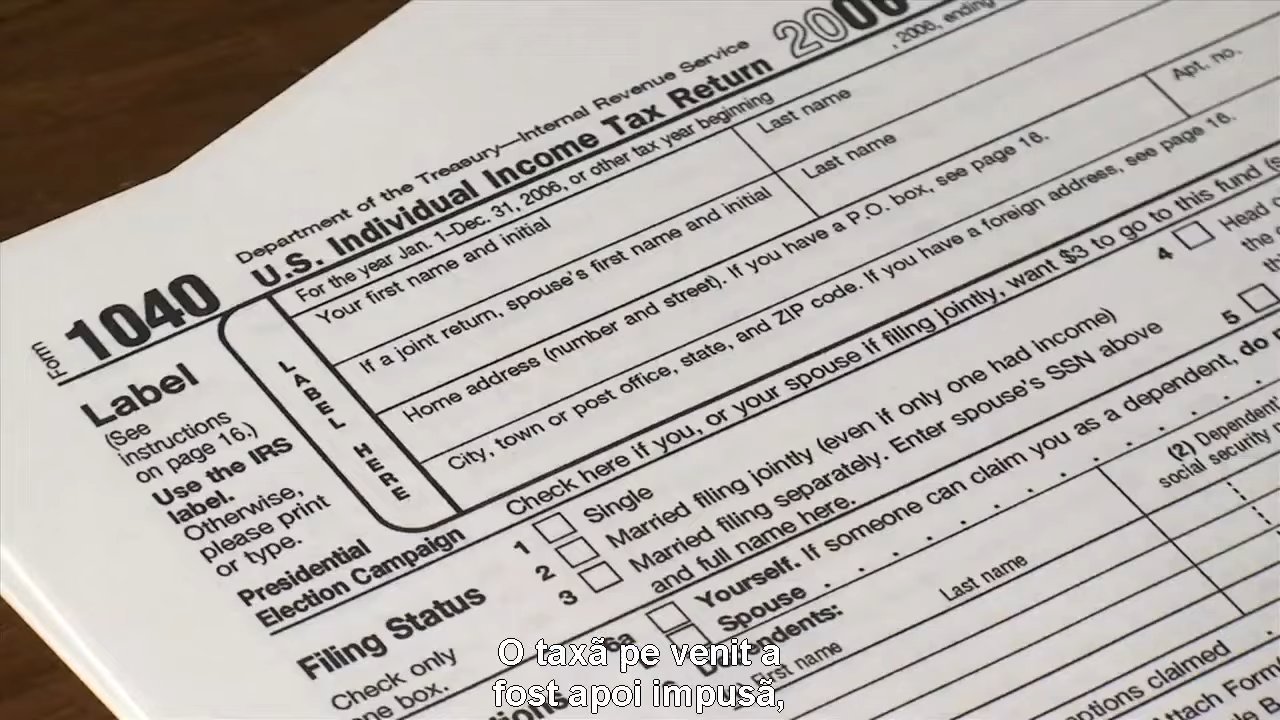 Department of the Treasury—Internal Revenue Service
U.S. Individual Income Tax Return 2006
Form 1040
For the year Jan. 1–Dec. 31, 2006, or other tax year beginning , 2006, ending
Label
(See
instructions
on page 16.)
Use the IRS
label.
Otherwise,
please print
or type.
LABEL HERE
Your first name and initial Last name
If a joint return, spouse's first name and initial Last name
Home address (number and street). If you have a P.O. box, see page 16. Apt. no.
City, town or post office, state, and ZIP code. If you have a foreign address, see page 16.
Presidential
Election Campaign Check here if you, or your spouse if filing jointly, want $3 to go to this fund
Filing Status
Check only
one box.
1 Single
2 Married filing jointly (even if only one had income)
3 Married filing separately. Enter spouse's SSN above
and full name here.
4 Head
5
6a Yourself. If someone can claim you as a dependent, do
Spouse
Dependents:
First name Last name
(2) Dependent's
social security
claimed
O taxã pe venit a
fost apoi impusã,